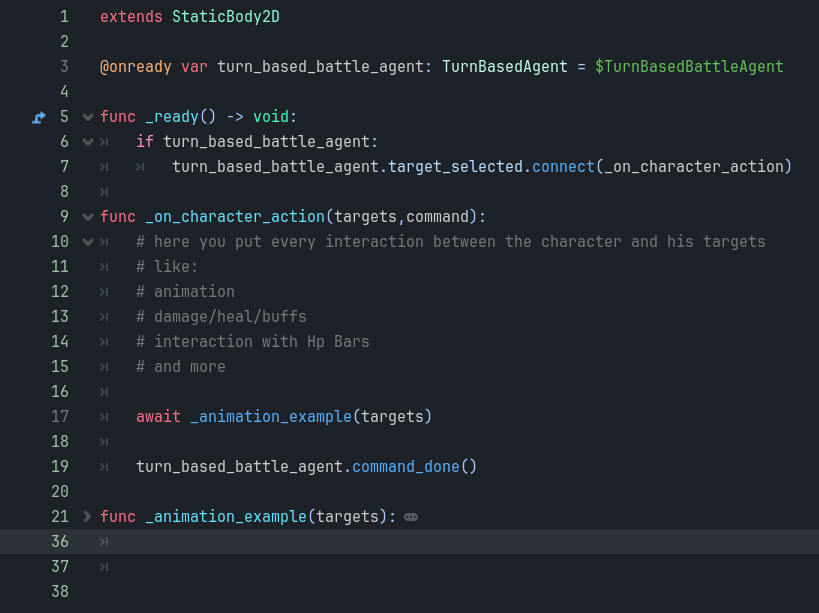 1 extends StaticBody2D
2
3 @onready var turn_based_battle_agent: TurnBasedAgent = $TurnBasedBattleAgent
4
5 func _ready() -> void:
6 if turn_based_battle_agent:
7 turn_based_battle_agent.target_selected.connect(_on_character_action)
8
9 func _on_character_action(targets,command):
10 # here you put every interaction between the character and his targets
11 # like:
12 # animation
13 # damage/heal/buffs
14 # interaction with Hp Bars
15 # and more
16
17 await _animation_example(targets)
18
19 turn_based_battle_agent.command_done()
20
21 func _animation_example(targets):
36
37
38